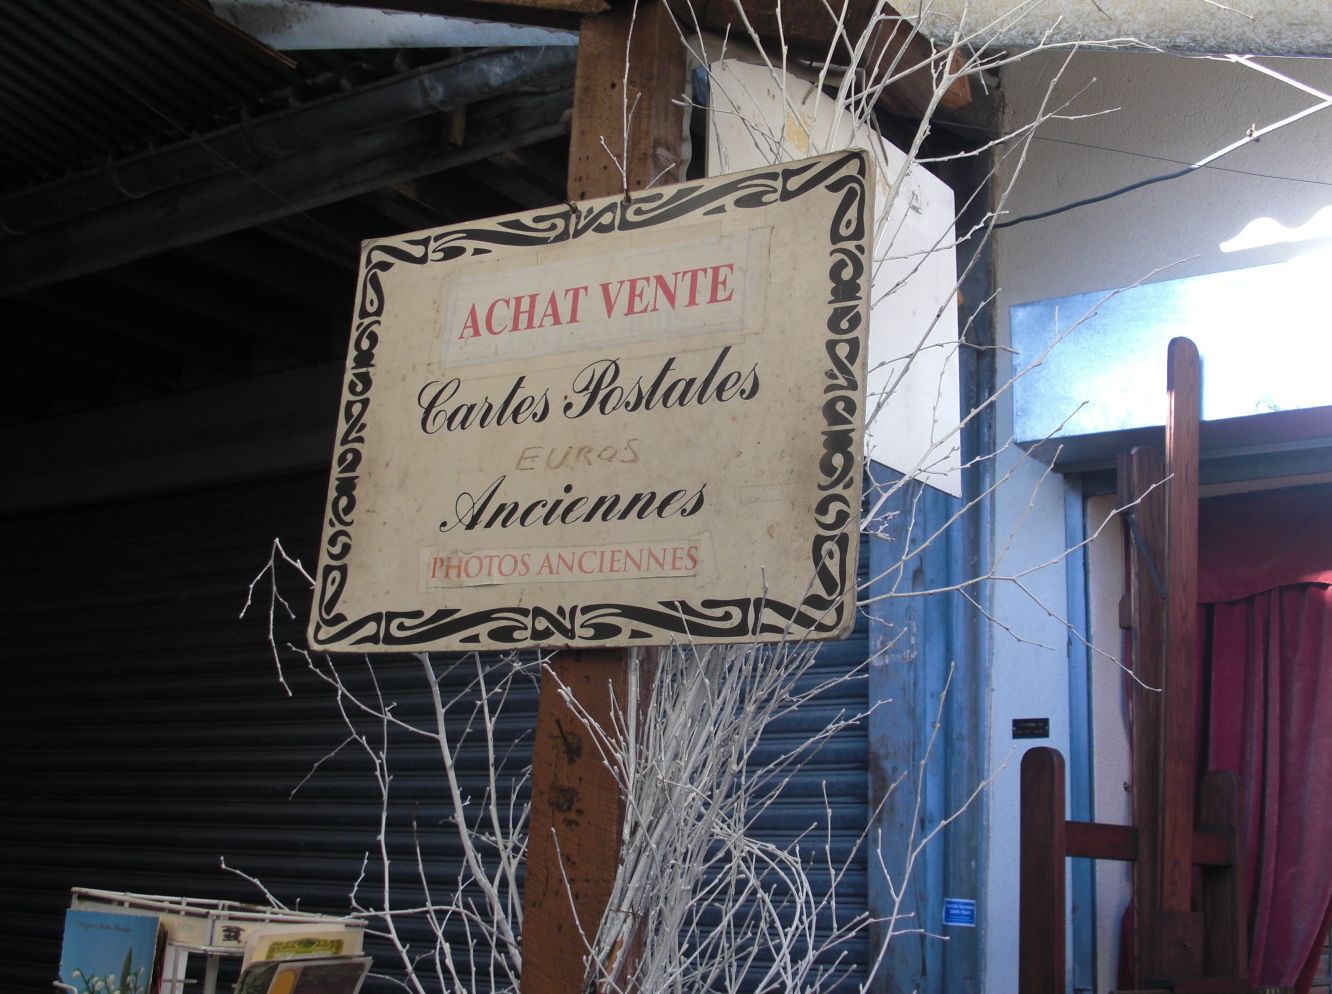 ACHAT VENTE
Cartes Postales
EUROS
Anciennes
PHOTOS ANCIENNES